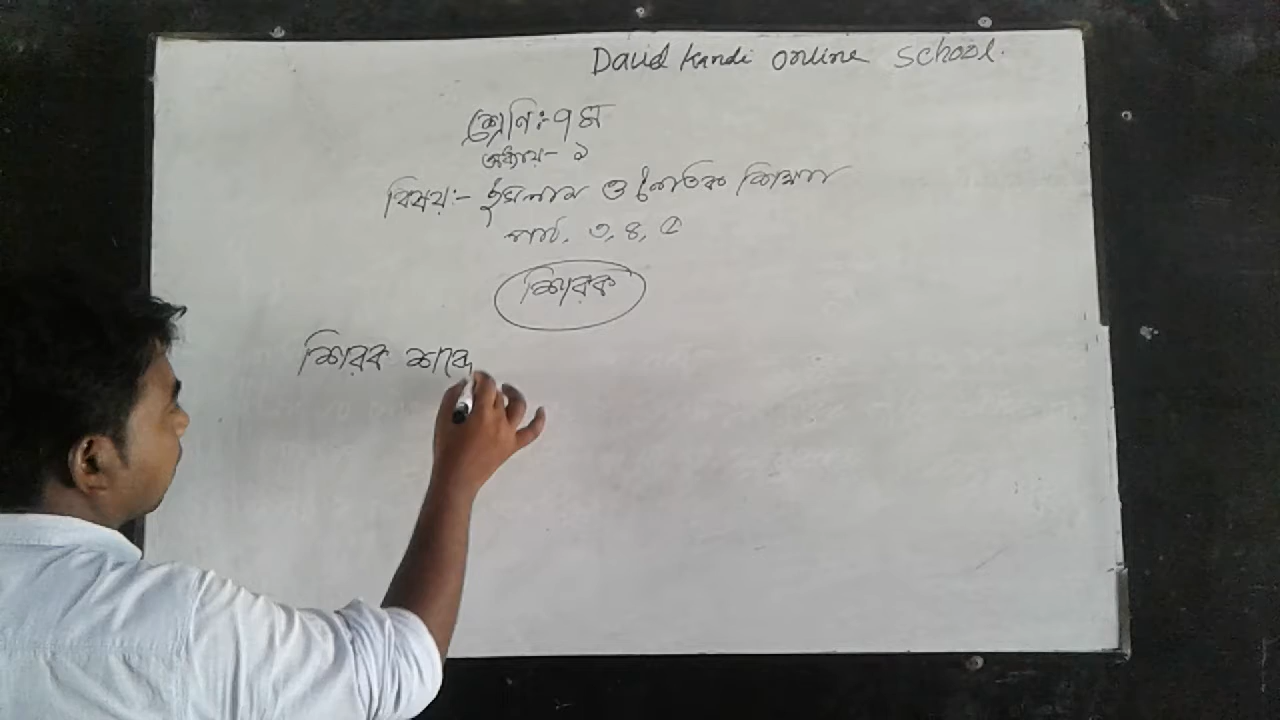 David Kandi online school.
শ্রেণি: ৭ম
অধ্যায়- ১
বিষয়:- ইসলাম ও নৈতিক শিক্ষা
পাঠ, ৩, ৪, ৫
শিরক
শিরক শব্দে